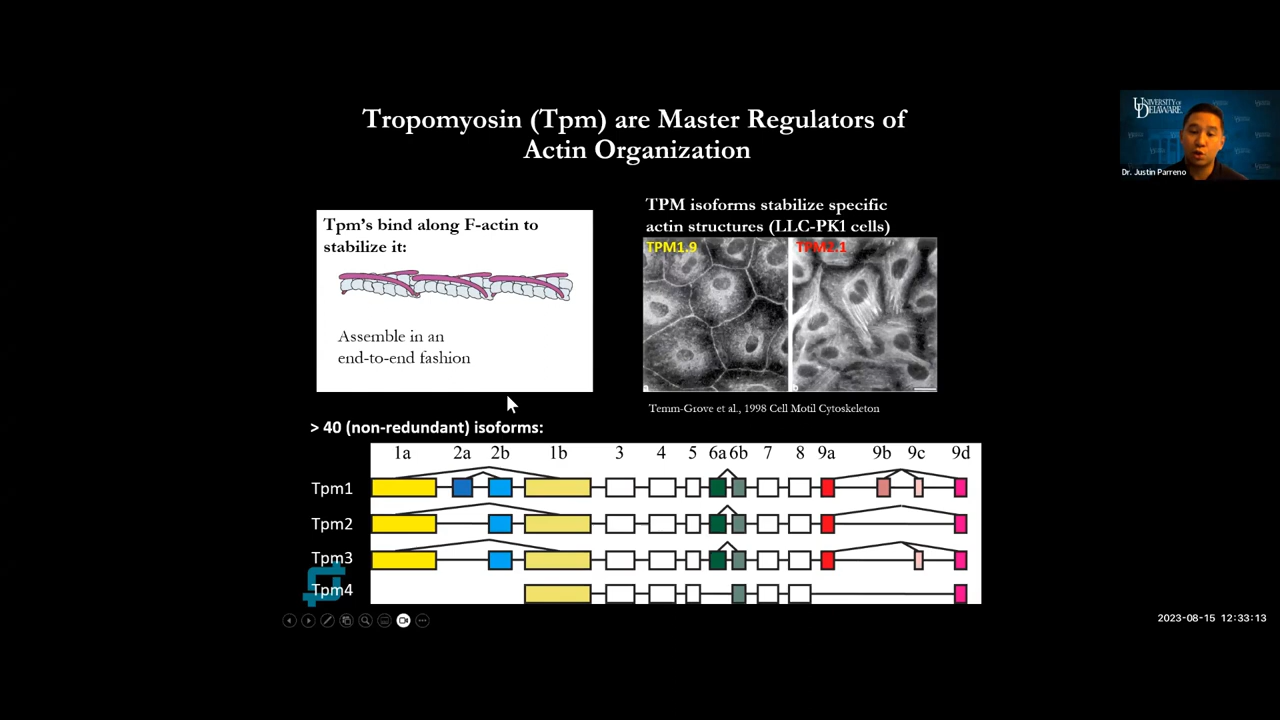 Tropomyosin (Tpm) are Master Regulators of
Actin Organization
UNIVERSITY OF
DELAWARE
Dr. Justin Parreno
Tpm's bind along F-actin to
stabilize it:
Assemble in an
end-to-end fashion
TPM isoforms stabilize specific
actin structures (LLC-PK1 cells)
TPM1.9 TPM2.1
Temm-Grove et al., 1998 Cell Motil Cytoskeleton
> 40 (non-redundant) isoforms:
1a 2a 2b 1b 3 4 5 6a 6b 7 8 9a 9b 9c 9d
Tpm1
Tpm2
Tpm3
Tpm4
2023-08-15 12:33:13